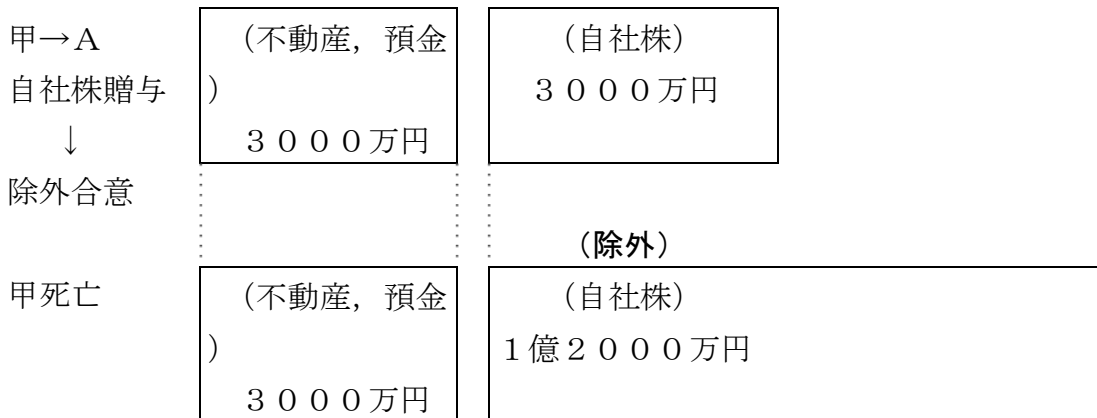 甲→A
自社株贈与
↓
除外合意
（不動産，預金
）
３０００万円
（自社株）
３０００万円
（除外）
甲死亡
（不動産，預金
）
３０００万円
（自社株）
１億２０００万円